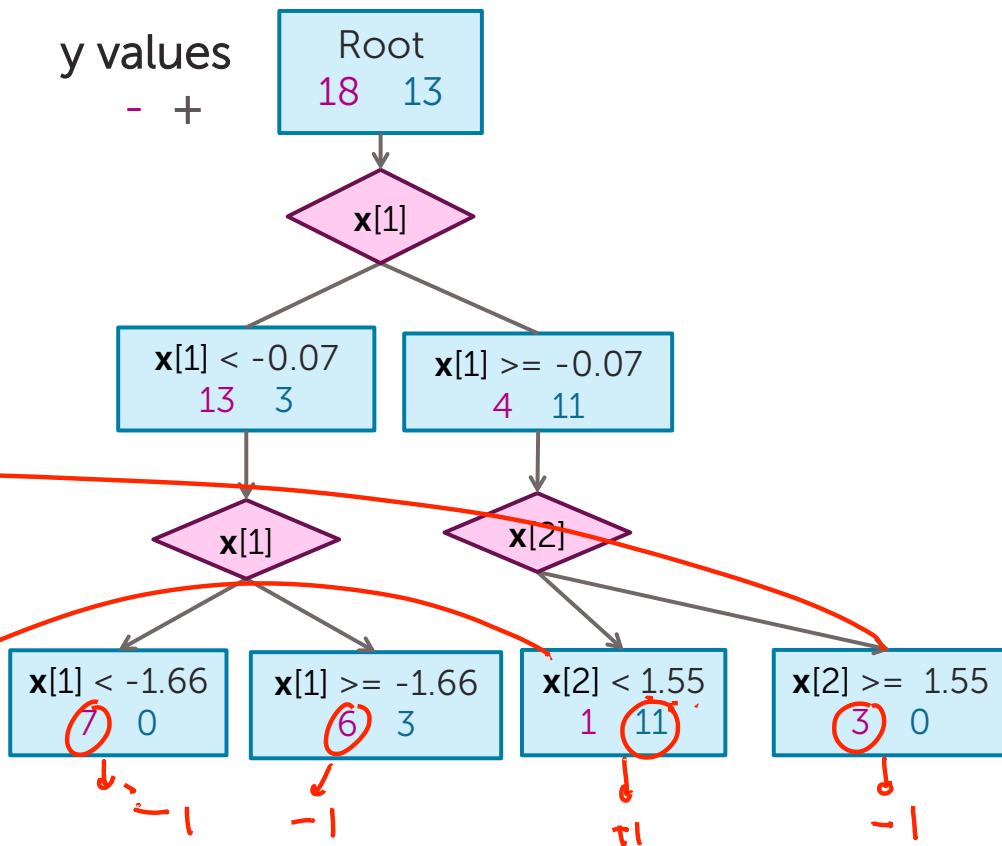 y values
- +
Root
18 13
x[1]
x[1] < -0.07
13 3
x[1] >= -0.07
4 11
x[1]
x[2]
x[1] < -1.66
7 0
x[1] >= -1.66
6 3
x[2] < 1.55
1 11
x[2] >= 1.55
3 0
-1
-1
+1
-1